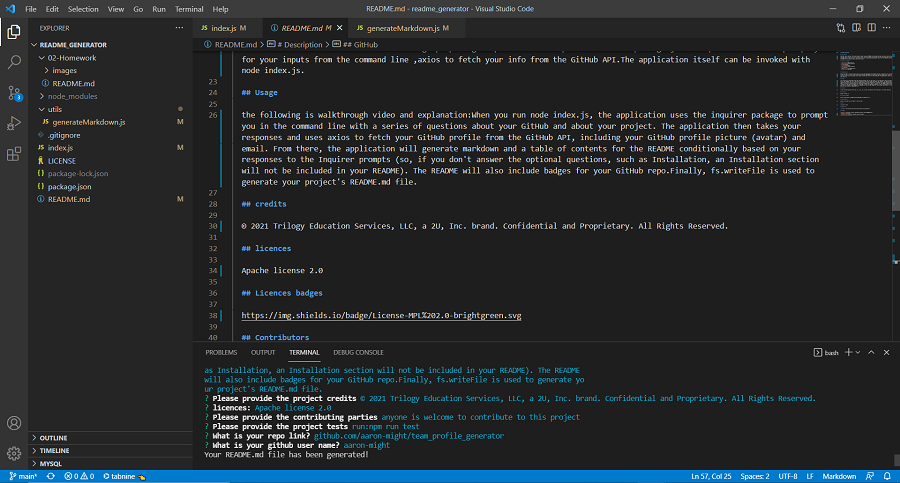 File Edit Selection View Go Run Terminal Help
README.md - readme_generator - Visual Studio Code
EXPLORER
README_GENERATOR
02-Homework
images
README.md
node_modules
utils
generateMarkdown.js M
.gitignore
index.js M
LICENSE
package-lock.json
package.json
README.md M
OUTLINE
TIMELINE
MYSQL
3
index.js M README.md M generateMarkdown.js M
README.md > # Description > ## GitHub
for your inputs from the command line ,axios to fetch your info from the GitHub API.The application itself can be invoked with
node index.js.
23
24 ## Usage
25
26 the following is walkthrough video and explanation:When you run node index.js, the application uses the inquirer package to prompt
you in the command line with a series of questions about your GitHub and about your project. The application then takes your
responses and uses axios to fetch your GitHub profile from the GitHub API, including your GitHub profile picture (avatar) and
email. From there, the application will generate markdown and a table of contents for the README conditionally based on your
responses to the Inquirer prompts (so, if you don't answer the optional questions, such as Installation, an Installation section
will not be included in your README). The README will also include badges for your GitHub repo.Finally, fs.writeFile is used to
generate your project's README.md file.
27
28 ## credits
29
30 © 2021 Trilogy Education Services, LLC, a 2U, Inc. brand. Confidential and Proprietary. All Rights Reserved.
31
32 ## licences
33
34 Apache license 2.0
35
36 ## Licences badges
37
38 https://img.shields.io/badge/License-MPL%202.0-brightgreen.svg
39
40 ## Contributors
PROBLEMS OUTPUT TERMINAL DEBUG CONSOLE
bash
as Installation, an Installation section will not be included in your README). The README
will also include badges for your GitHub repo.Finally, fs.writeFile is used to generate yo
ur project's README.md file.
? Please provide the project credits © 2021 Trilogy Education Services, LLC, a 2U, Inc. brand. Confidential and Proprietary. All Rights Reserved.
? licences: Apache license 2.0
? Please provide the contributing parties anyone is welcome to contribute to this project
? Please provide the project tests run:npm run test
? What is your repo link? github.com/aaron-might/team_profile_generator
? What is your github user name? aaron-might
Your README.md file has been generated!
main* 0 0 tabnine
Ln 57, Col 25 Spaces: 2 UTF-8 LF Markdown